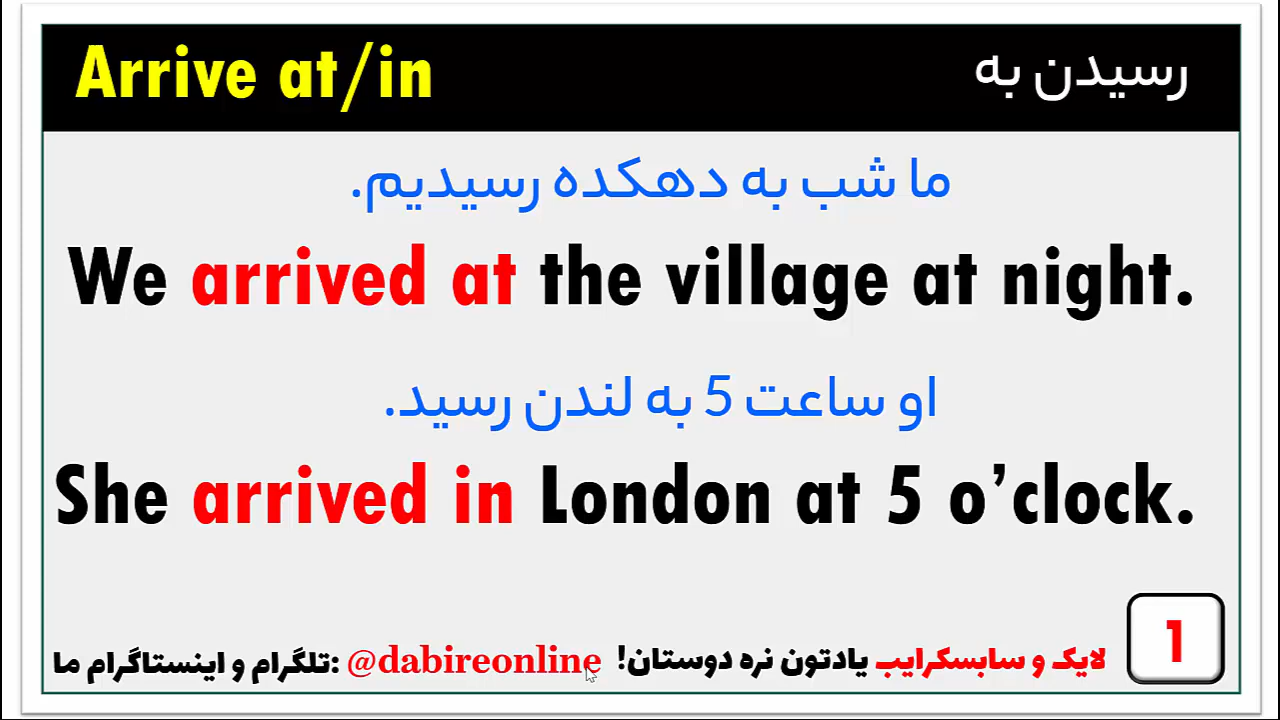 Arrive at/in رسیدن به
ما شب به دهکده رسیدیم.
We arrived at the village at night.
او ساعت 5 به لندن رسید.
She arrived in London at 5 o’clock.
لایک و سابسکرایب یادتون نره دوستان! @dabireonline :تلگرام و اینستاگرام ما
1